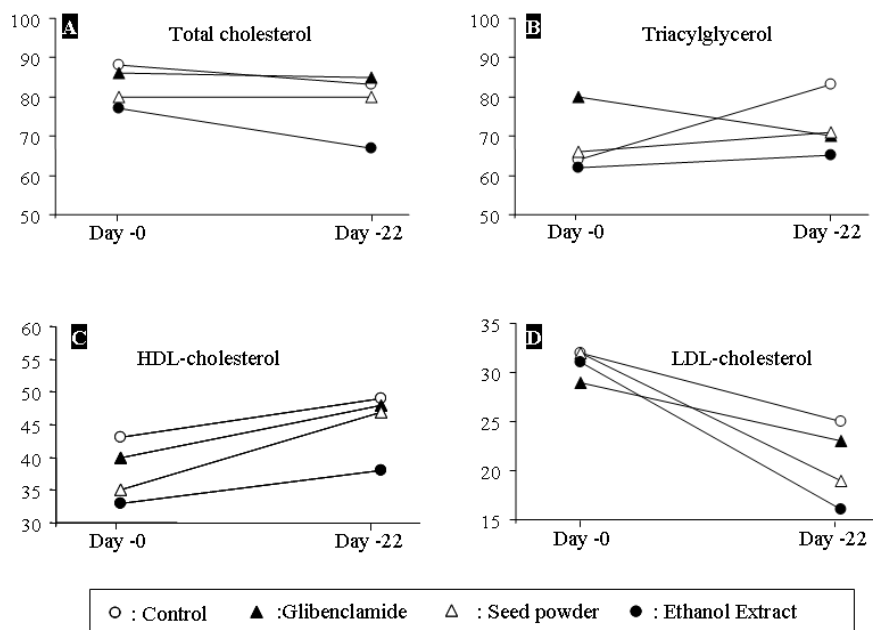 A
Total cholesterol
100
90
80
70
60
50
Day -0
Day -22
B
Triacylglycerol
100
90
80
70
60
50
Day -0
Day -22
C
HDL-cholesterol
60
55
50
45
40
35
30
Day -0
Day -22
D
LDL-cholesterol
35
30
25
20
15
Day -0
Day -22
: Control
:Glibenclamide
: Seed powder
: Ethanol Extract